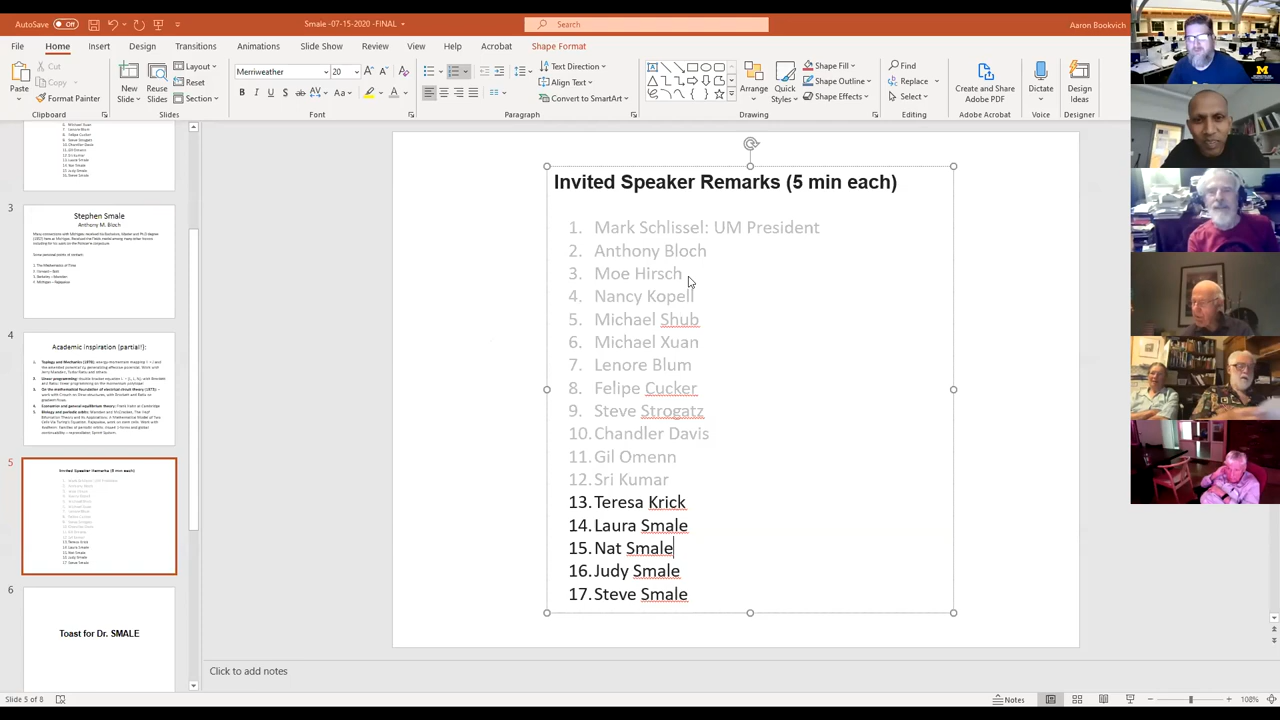 AutoSave Off
Smale -07-15-2020 -FINAL
Search
Aaron Bookvich
File Home Insert Design Transitions Animations Slide Show Review View Help Acrobat Shape Format
Cut
Copy
Format Painter
Paste
Clipboard
New Slide
Reuse Slides
Layout
Reset
Section
Slides
Merriweather 20
Font
Text Direction
Align Text
Convert to SmartArt
Paragraph
Arrange
Quick Styles
Shape Fill
Shape Outline
Shape Effects
Drawing
Find
Replace
Select
Editing
Create and Share Adobe PDF
Adobe Acrobat
Dictate
Voice
Design Ideas
Designer
3
Stephen Smale
Anthony M. Bloch
4
Academic Inspiration (partial!):
5
Invited Speaker Remarks (5 min each)
6
Toast for Dr. SMALE
Invited Speaker Remarks (5 min each)
1. Mark Schlissel: UM President
2. Anthony Bloch
3. Moe Hirsch
4. Nancy Kopell
5. Michael Shub
6. Michael Xuan
7. Lenore Blum
8. Felipe Cucker
9. Steve Strogatz
10. Chandler Davis
11. Gil Omenn
12. Sri Kumar
13. Teresa Krick
14. Laura Smale
15. Nat Smale
16. Judy Smale
17. Steve Smale
Click to add notes
Slide 5 of 8
Notes
108%